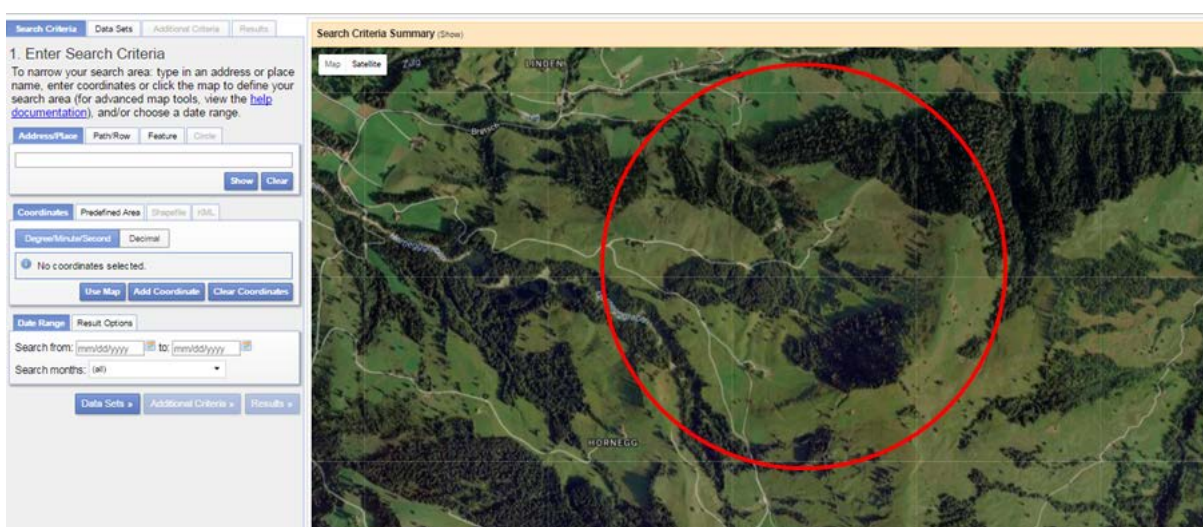 Search Criteria
Data Sets
Additional Criteria
Results
1. Enter Search Criteria
To narrow your search area: type in an address or place
name, enter coordinates or click the map to define your
search area (for advanced map tools, view the help
documentation), and/or choose a date range.
Address/Place
Path/Row
Feature
Circle
Show
Clear
Coordinates
Predefined Area
Shapefile
KML
Degree/Minute/Second
Decimal
No coordinates selected.
Use Map
Add Coordinate
Clear Coordinates
Date Range
Result Options
Search from: mm/dd/yyyy to: mm/dd/yyyy
Search months: (all)
Data Sets »
Additional Criteria »
Results »
Search Criteria Summary (Show)
Map
Satellite
Zulg
LINDEN
HORNEGG